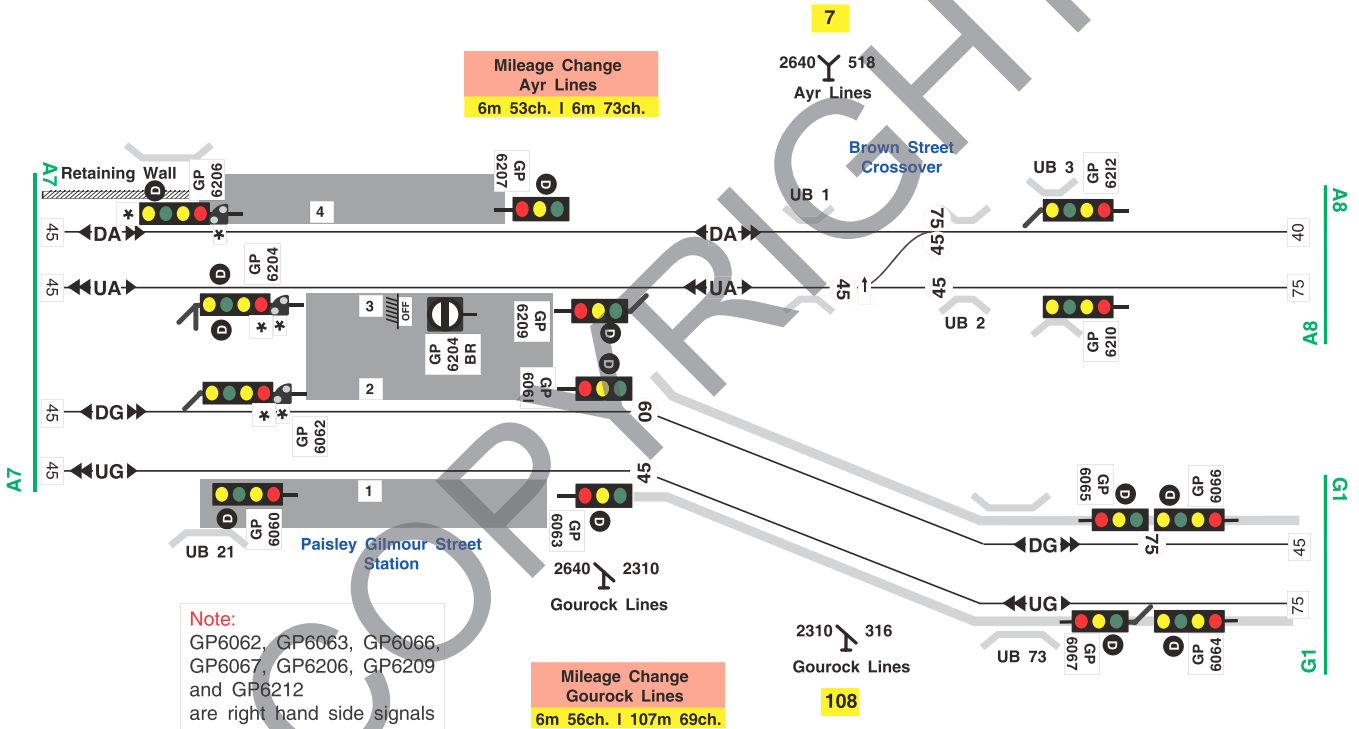 7
Mileage Change
Ayr Lines
6m 53ch. I 6m 73ch.
2640 518
Ayr Lines
Brown Street
Crossover
A7
Retaining Wall
D
GP
6206
GP
6207
D
UB 1
UB 3
GP
6212
A8
*
*
4
45
DA
DA
75
45
40
D
GP
6204
45
UA
UA
45
45
75
3
OFF
GP
6204
BR
GP
6209
D
D
* *
UB 2
GP
6210
A8
2
GP
6061
D
45
DG
* *
GP
6062
60
45
UG
45
A7
1
D
GP
6060
GP
6063
D
UB 21
Paisley Gilmour Street
Station
2640 2310
Gourock Lines
GP
6065
D
D
GP
6066
G1
75
DG
45
UG
75
GP
6067
D
D
GP
6064
G1
UB 73
2310 316
Gourock Lines
108
Note:
GP6062, GP6063, GP6066,
GP6067, GP6206, GP6209
and GP6212
are right hand side signals
Mileage Change
Gourock Lines
6m 56ch. I 107m 69ch.
COPYRIGHT